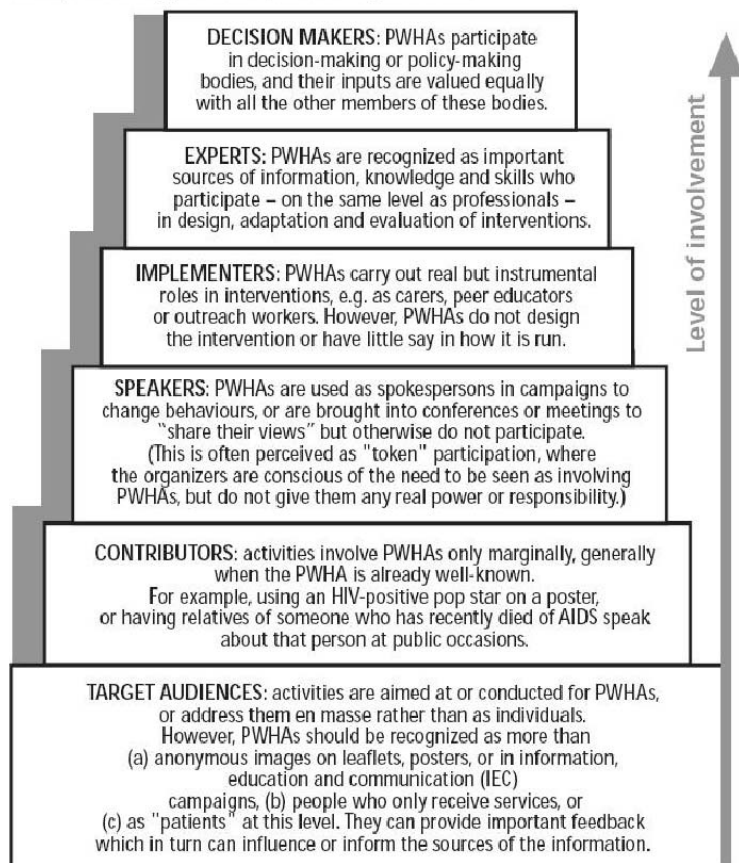 DECISION MAKERS: PWHAs participate
in decision-making or policy-making
bodies, and their inputs are valued equally
with all the other members of these bodies.
EXPERTS: PWHAs are recognized as important
sources of information, knowledge and skills who
participate – on the same level as professionals –
in design, adaptation and evaluation of interventions.
IMPLEMENTERS: PWHAs carry out real but instrumental
roles in interventions, e.g. as carers, peer educators
or outreach workers. However, PWHAs do not design
the intervention or have little say in how it is run.
SPEAKERS: PWHAs are used as spokespersons in campaigns to
change behaviours, or are brought into conferences or meetings to
“share their views” but otherwise do not participate.
(This is often perceived as "token" participation, where
the organizers are conscious of the need to be seen as involving
PWHAs, but do not give them any real power or responsibility.)
CONTRIBUTORS: activities involve PWHAs only marginally, generally
when the PWHA is already well-known.
For example, using an HIV-positive pop star on a poster,
or having relatives of someone who has recently died of AIDS speak
about that person at public occasions.
TARGET AUDIENCES: activities are aimed at or conducted for PWHAs,
or address them en masse rather than as individuals.
However, PWHAs should be recognized as more than
(a) anonymous images on leaflets, posters, or in information,
education and communication (IEC)
campaigns, (b) people who only receive services, or
(c) as "patients" at this level. They can provide important feedback
which in turn can influence or inform the sources of the information.
Level of involvement